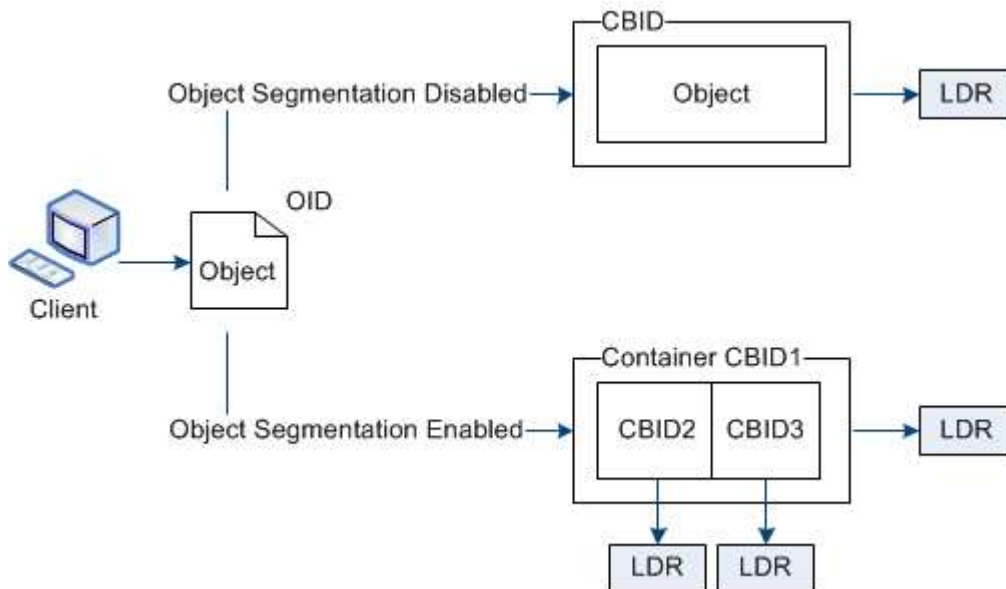 CBID
Object Segmentation Disabled
Object
LDR
OID
Object
Client
Container CBID1
Object Segmentation Enabled
CBID2
CBID3
LDR
LDR
LDR